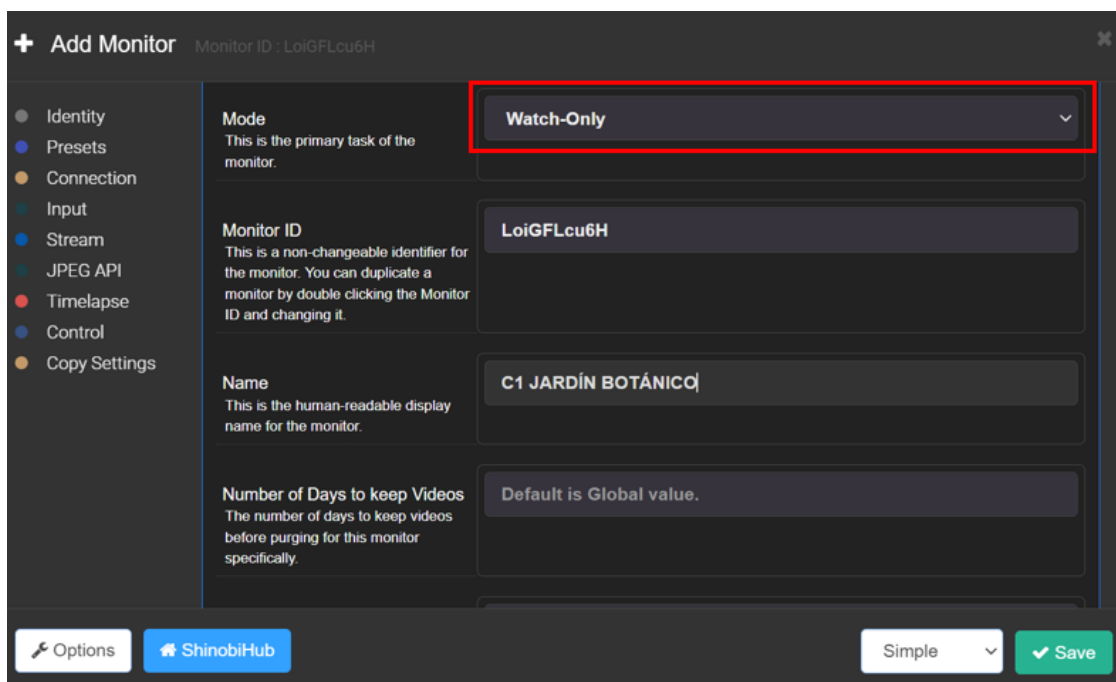 Add Monitor Monitor ID : LoiGFLcu6H
Identity
Presets
Connection
Input
Stream
JPEG API
Timelapse
Control
Copy Settings
Mode
This is the primary task of the
monitor.
Watch-Only
Monitor ID
This is a non-changeable identifier for
the monitor. You can duplicate a
monitor by double clicking the Monitor
ID and changing it.
LoiGFLcu6H
Name
This is the human-readable display
name for the monitor.
C1 JARDÍN BOTÁNICO
Number of Days to keep Videos
The number of days to keep videos
before purging for this monitor
specifically.
Default is Global value.
Options
ShinobiHub
Simple
Save